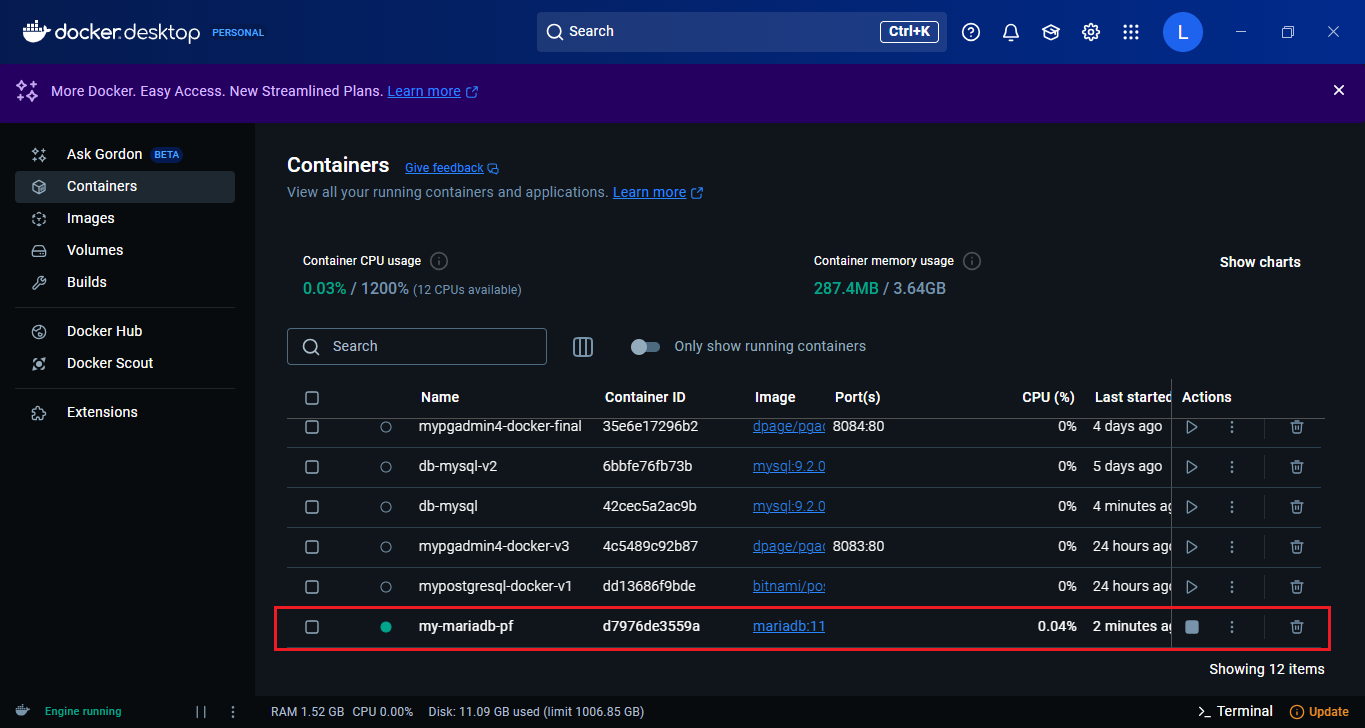 docker.desktop PERSONAL
Search Ctrl+K
L
More Docker. Easy Access. New Streamlined Plans. Learn more
Ask Gordon BETA
Containers
Images
Volumes
Builds
Docker Hub
Docker Scout
Extensions
Containers Give feedback
View all your running containers and applications. Learn more
Container CPU usage
0.03% / 1200% (12 CPUs available)
Container memory usage
287.4MB / 3.64GB
Show charts
Search
Only show running containers
Name Container ID Image Port(s) CPU (%) Last started Actions
mypgadmin4-docker-final 35e6e17296b2 dpage/pgac 8084:80 0% 4 days ago
db-mysql-v2 6bbfe76fb73b mysql:9.2.0 0% 5 days ago
db-mysql 42cec5a2ac9b mysql:9.2.0 0% 4 minutes ag
mypgadmin4-docker-v3 4c5489c92b87 dpage/pgac 8083:80 0% 24 hours ago
mypostgresql-docker-v1 dd13686f9bde bitnami/pos 0% 24 hours ago
my-mariadb-pf d7976de3559a mariadb:11 0.04% 2 minutes ag
Showing 12 items
Engine running
RAM 1.52 GB CPU 0.00% Disk: 11.09 GB used (limit 1006.85 GB)
>_ Terminal
Update